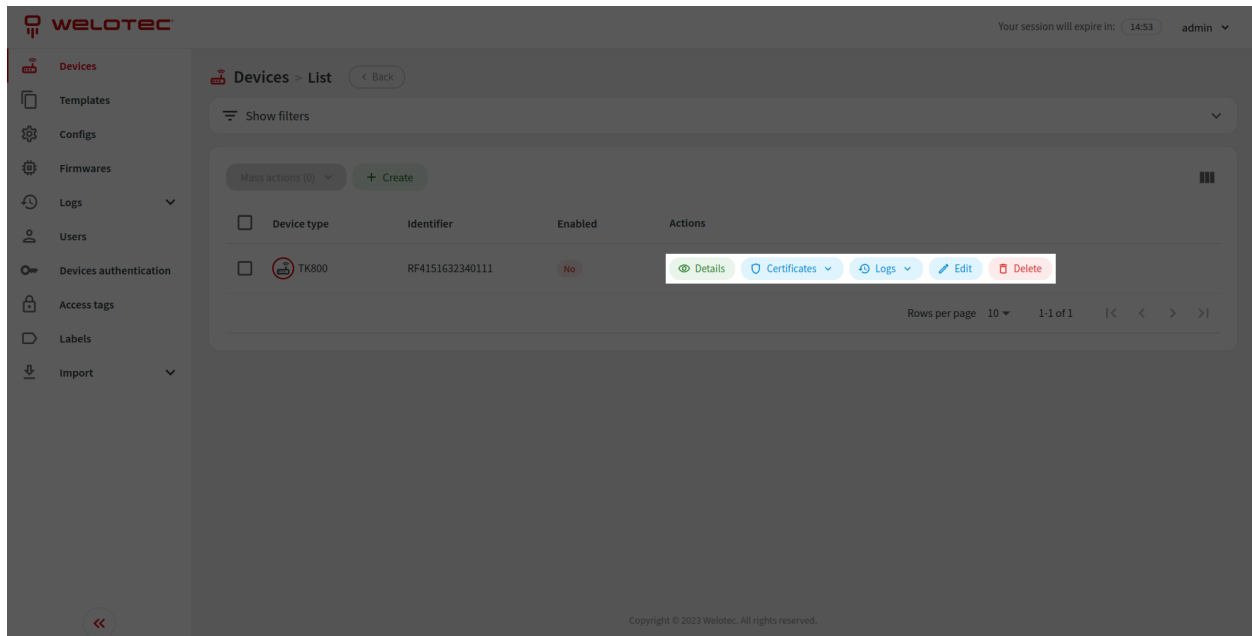 welotec
Your session will expire in: 14:53 admin
Devices
Templates
Configs
Firmwares
Logs
Users
Devices authentication
Access tags
Labels
Import
Devices > List < Back
Show filters
Mass actions (0) + Create
Device type Identifier Enabled Actions
TK800 RF4151632340111 No Details Certificates Logs Edit Delete
Rows per page 10 1-1 of 1
Copyright © 2023 Welotec. All rights reserved.